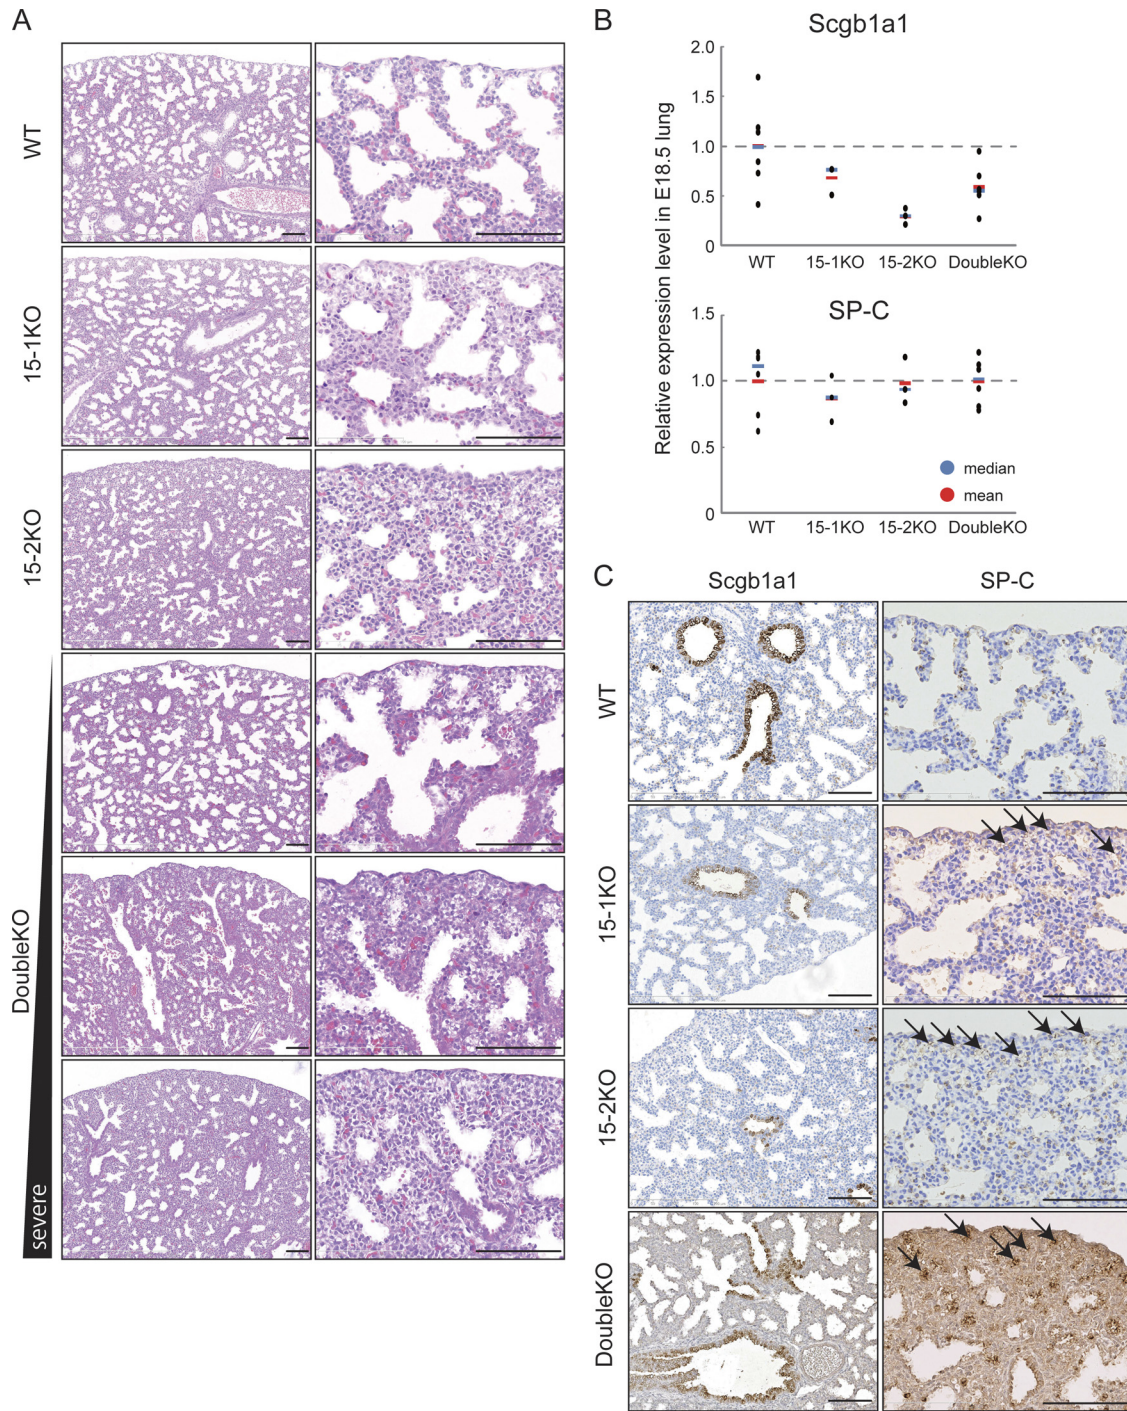 A
WT
15-1KO
15-2KO
DoubleKO
severe
B
Scgb1a1
Relative expression level in E18.5 lung
2.0
1.5
1.0
0.5
0
WT 15-1KO 15-2KO DoubleKO
SP-C
1.5
1.0
0.5
0
median
mean
WT 15-1KO 15-2KO DoubleKO
C
Scgb1a1 SP-C
WT
15-1KO
15-2KO
DoubleKO